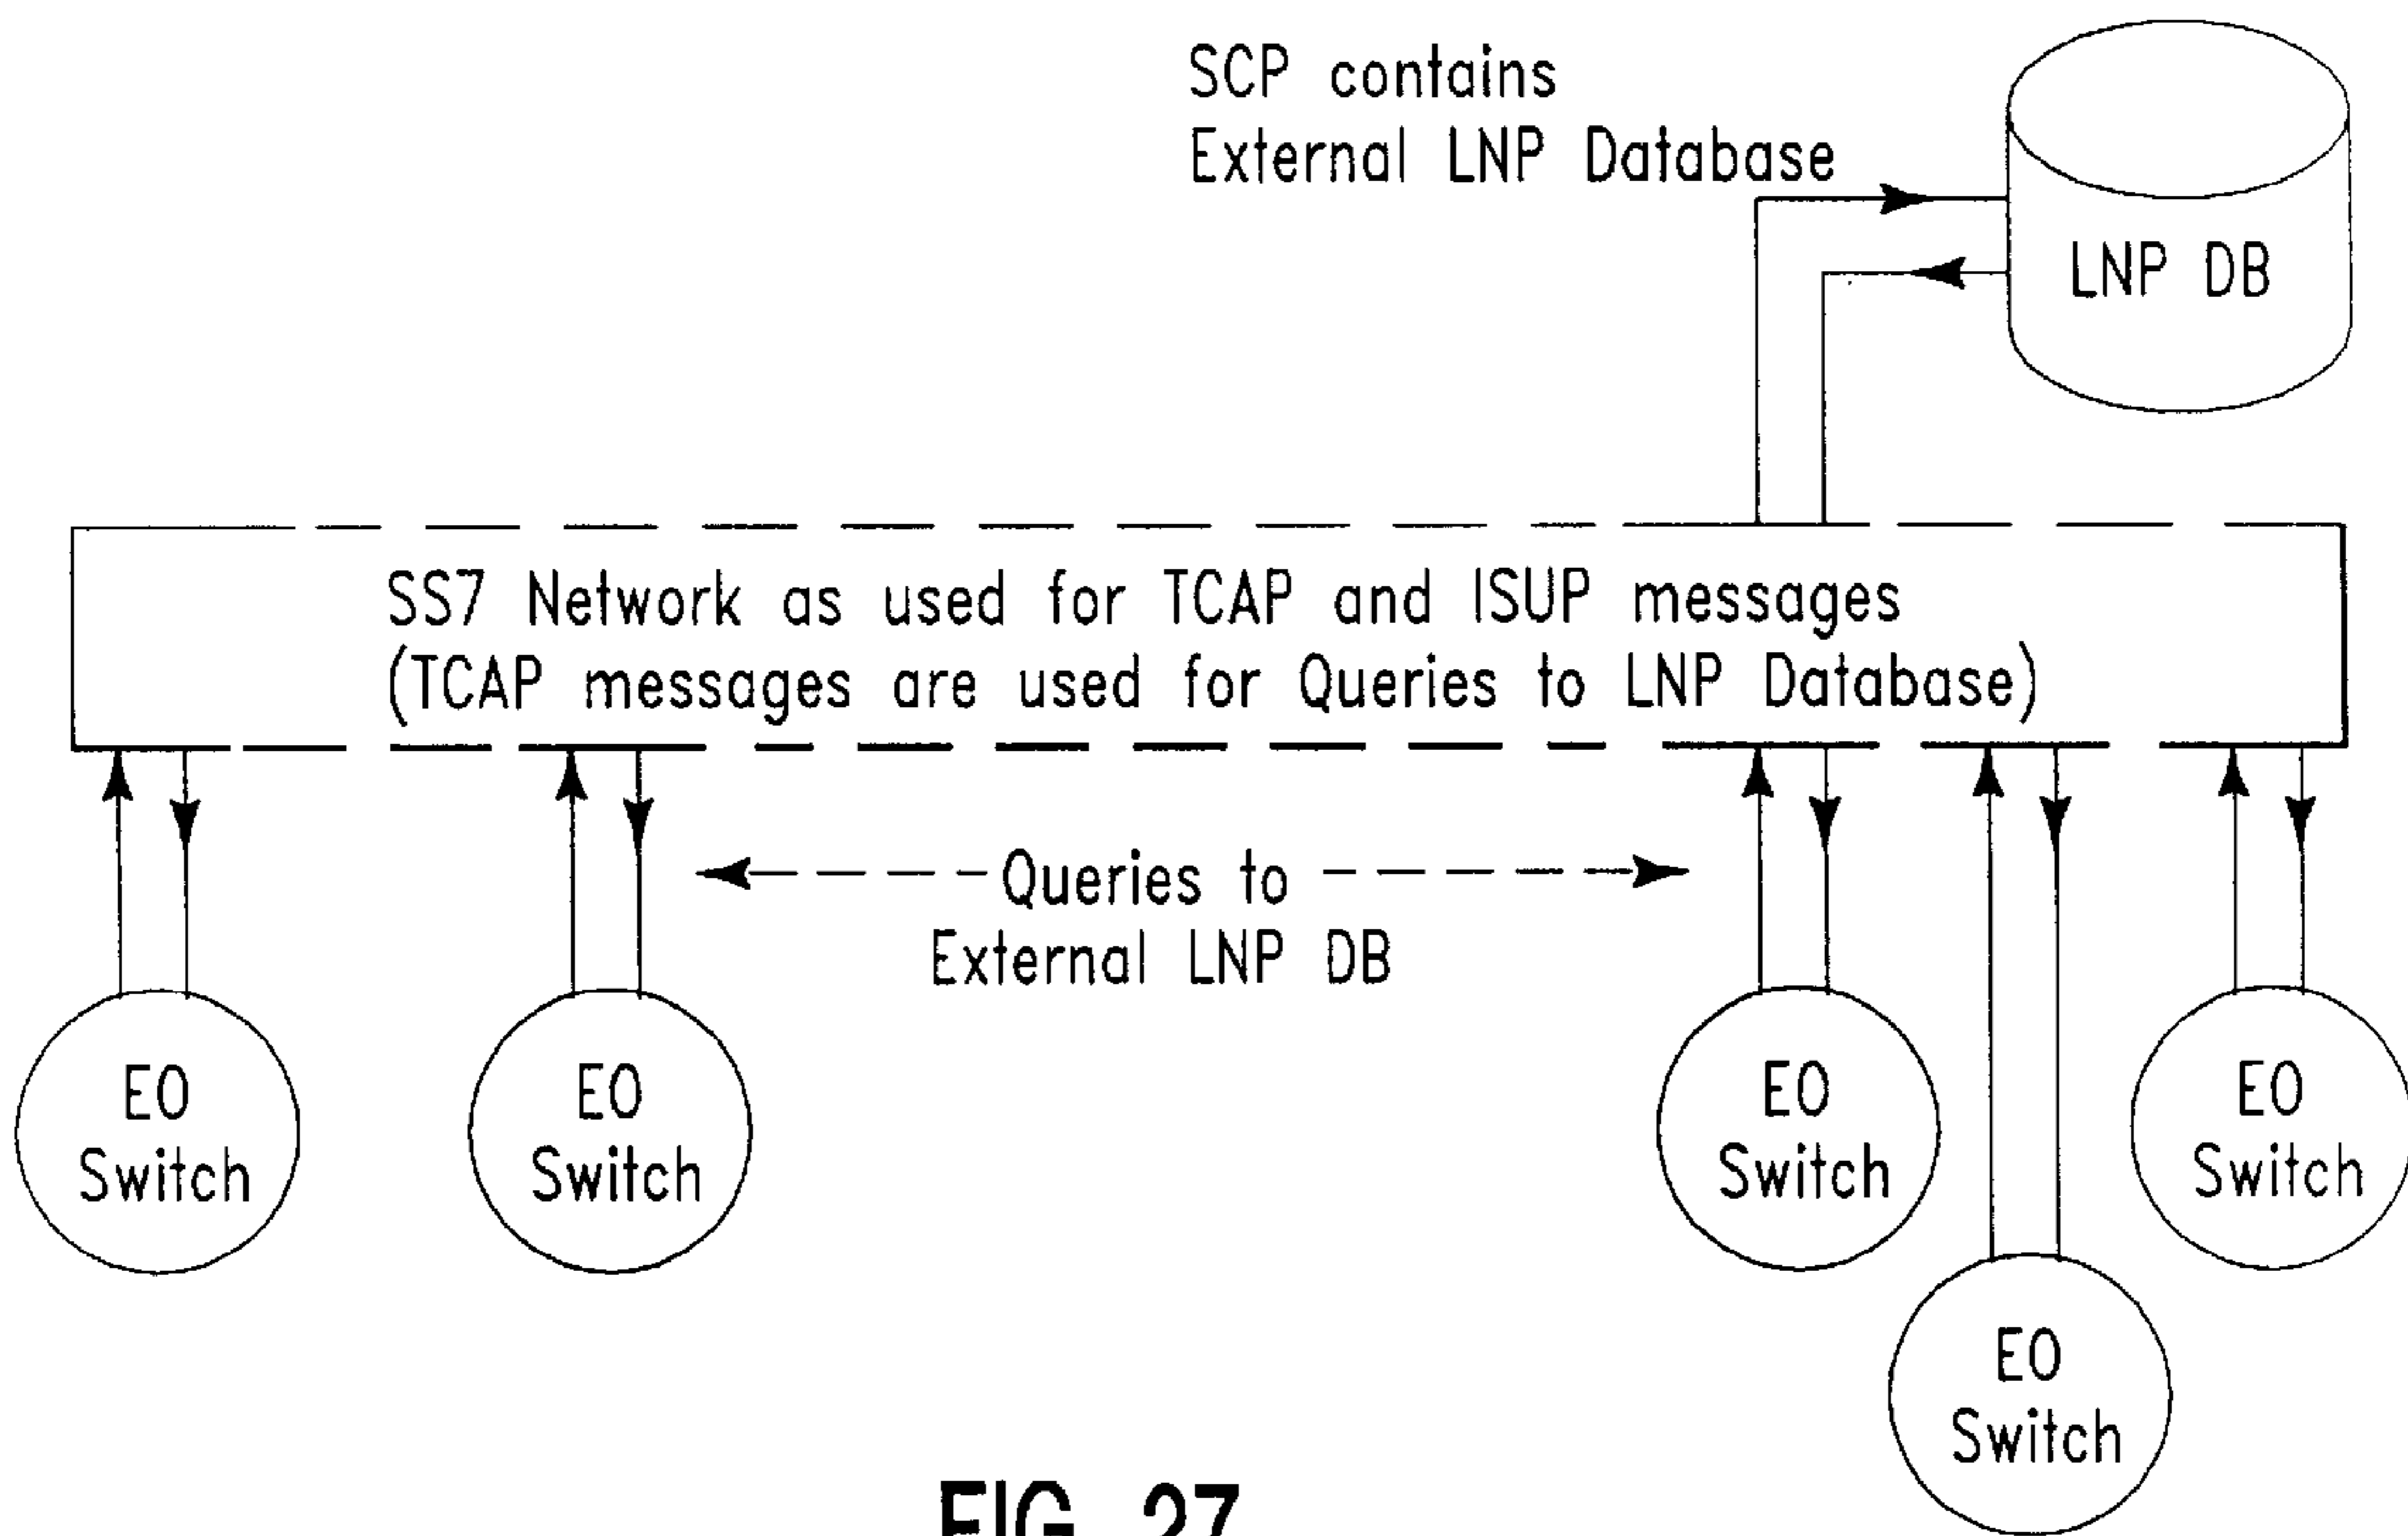 SCP contains
External LNP Database
LNP DB
SS7 Network as used for TCAP and ISUP messages
(TCAP messages are used for Queries to LNP Database)
Queries to
External LNP DB
EO
Switch
EO
Switch
EO
Switch
EO
Switch
EO
Switch
FIG. 27